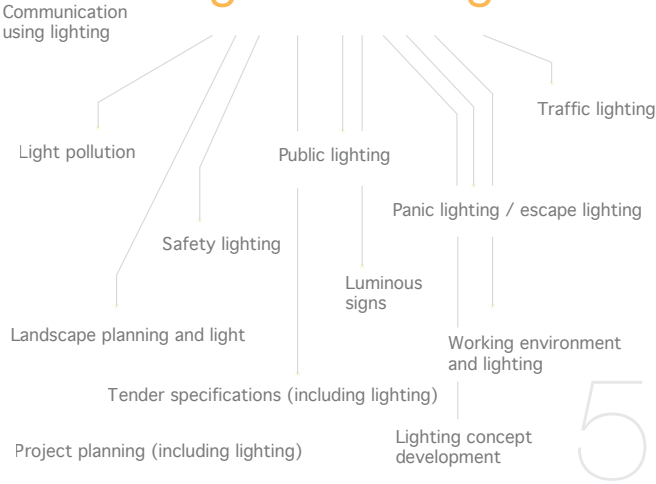 Communication
using lighting
Traffic lighting
Light pollution
Public lighting
Panic lighting / escape lighting
Safety lighting
Luminous
signs
Landscape planning and light
Working environment
and lighting
Tender specifications (including lighting)
Project planning (including lighting)
Lighting concept
development
5